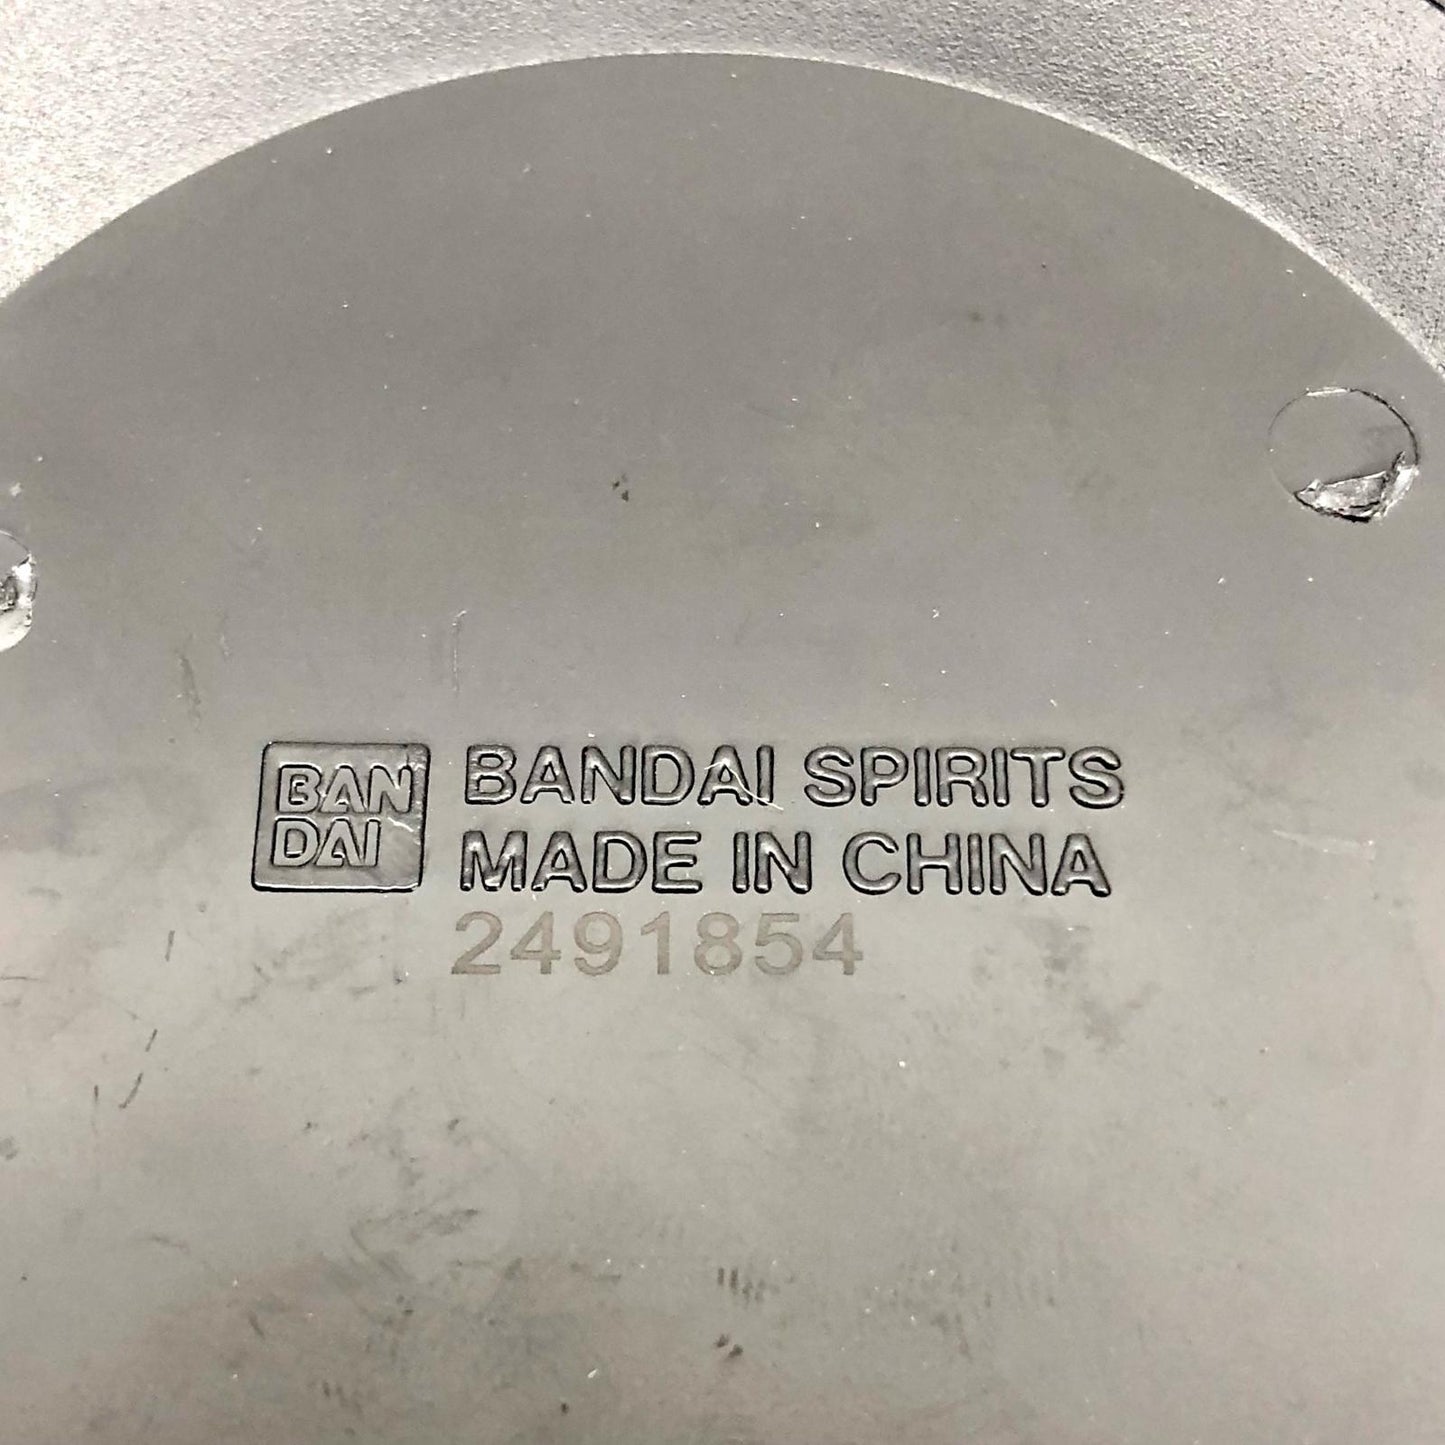 BAN
DAI
BANDAI SPIRITS
MADE IN CHINA
2491854